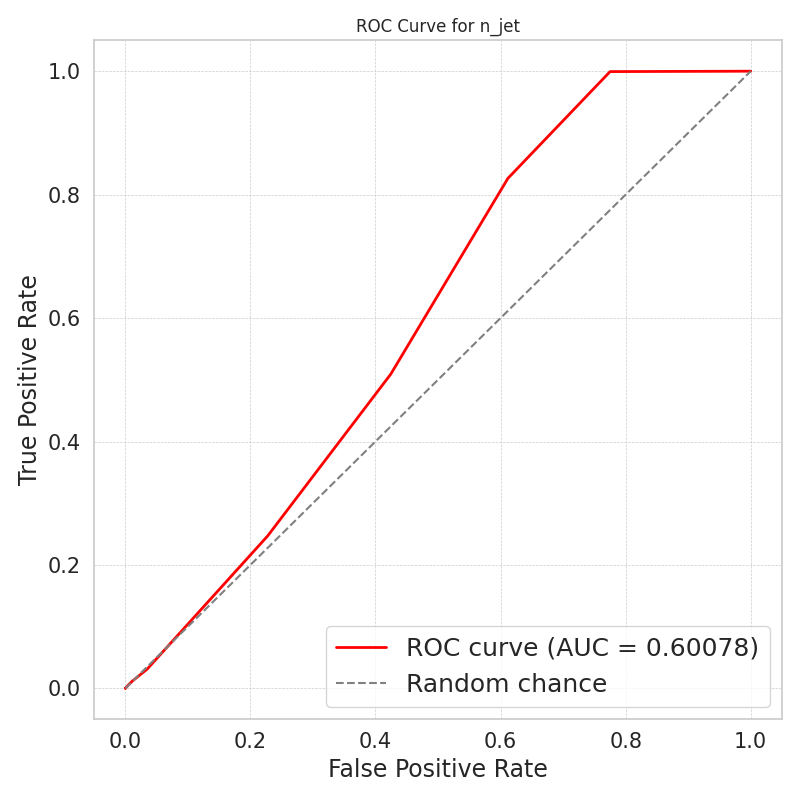 ROC Curve for n_jet
1.0
0.8
0.6
0.4
0.2
0.0
True Positive Rate
ROC curve (AUC = 0.60078)
Random chance
0.0 0.2 0.4 0.6 0.8 1.0
False Positive Rate